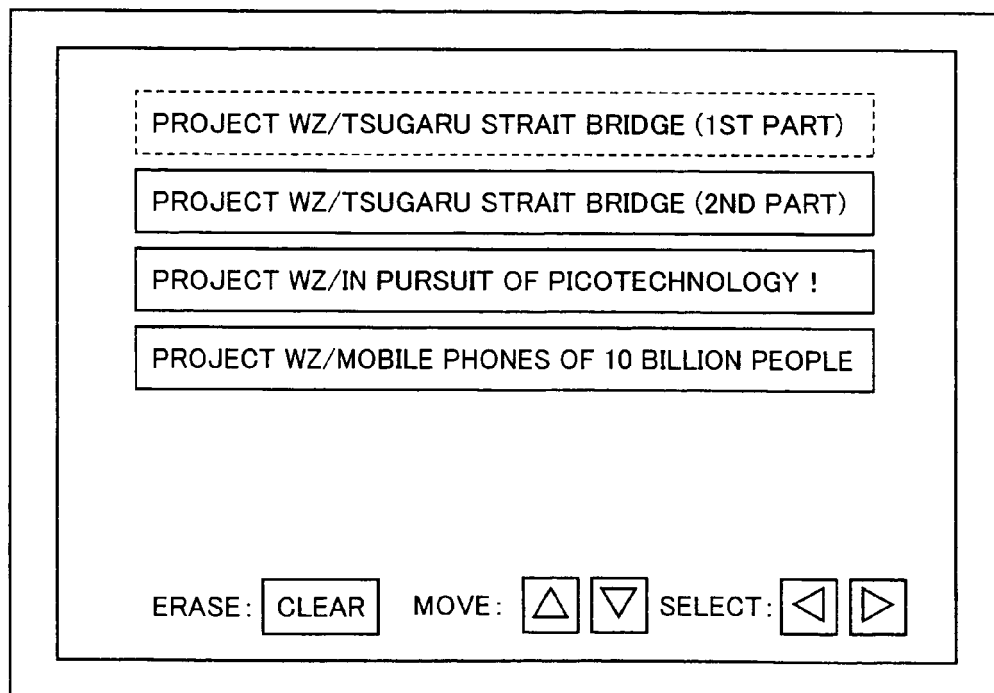 PROJECT WZ/TSUGARU STRAIT BRIDGE (1ST PART)
PROJECT WZ/TSUGARU STRAIT BRIDGE (2ND PART)
PROJECT WZ/IN PURSUIT OF PICOTECHNOLOGY !
PROJECT WZ/MOBILE PHONES OF 10 BILLION PEOPLE
ERASE: CLEAR MOVE: △ ▽ SELECT: ◁ ▷